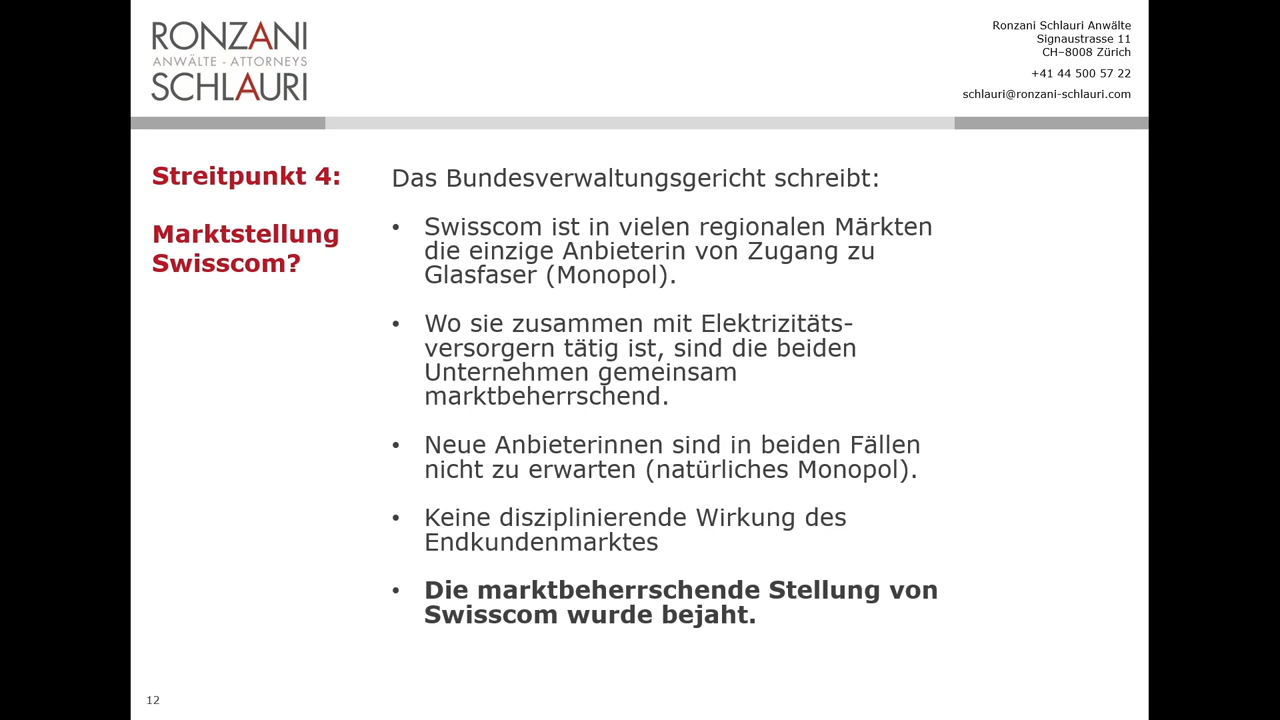 RONZANI
ANWÄLTE - ATTORNEYS
SCHLAURI
Ronzani Schlauri Anwälte
Signaustrasse 11
CH–8008 Zürich
+41 44 500 57 22
schlauri@ronzani-schlauri.com
Streitpunkt 4:
Marktstellung
Swisscom?
Das Bundesverwaltungsgericht schreibt:
• Swisscom ist in vielen regionalen Märkten
die einzige Anbieterin von Zugang zu
Glasfaser (Monopol).
• Wo sie zusammen mit Elektrizitäts-
versorgern tätig ist, sind die beiden
Unternehmen gemeinsam
marktbeherrschend.
• Neue Anbieterinnen sind in beiden Fällen
nicht zu erwarten (natürliches Monopol).
• Keine disziplinierende Wirkung des
Endkundenmarktes
• Die marktbeherrschende Stellung von
Swisscom wurde bejaht.
12